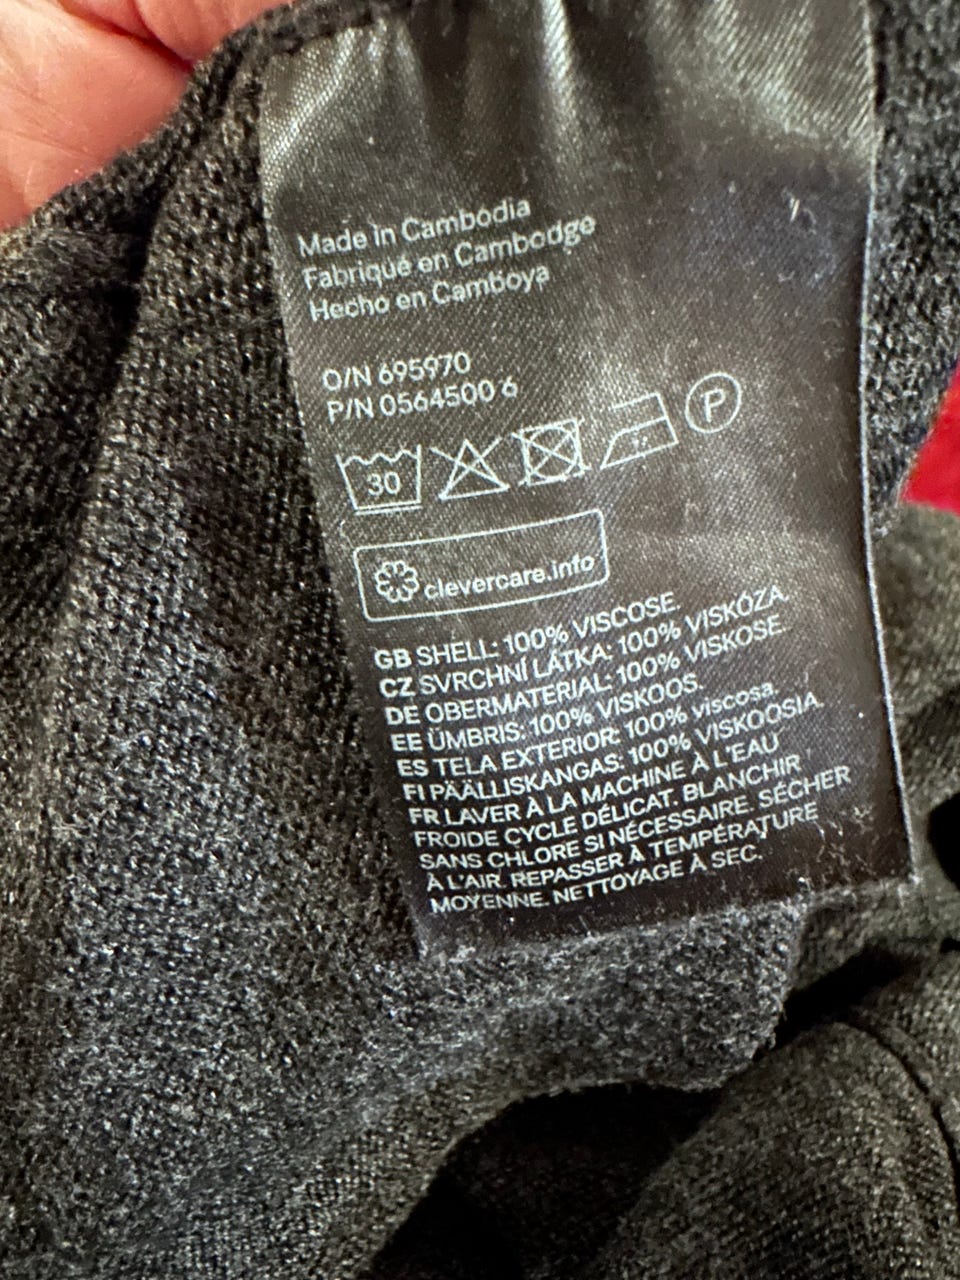 Made in Cambodia
Fabriqué en Cambodge
Hecho en Camboya
O/N 695970
P/N 0564500 6
30 P
clevercare.info
GB SHELL: 100% VISCOSE.
CZ SVRCHNÍ LÁTKA: 100% VISKÓZA.
DE OBERMATERIAL: 100% VISKOSE.
EE ÜMBRIS: 100% VISKOOS.
ES TELA EXTERIOR: 100% viscosa.
FI PÄÄLLISKANGAS: 100% VISKOOSIA.
FR LAVER À LA MACHINE À L'EAU
FROIDE CYCLE DÉLICAT. BLANCHIR
SANS CHLORE SI NÉCESSAIRE. SÉCHER
À L'AIR. REPASSER À TEMPÉRATURE
MOYENNE. NETTOYAGE À SEC.